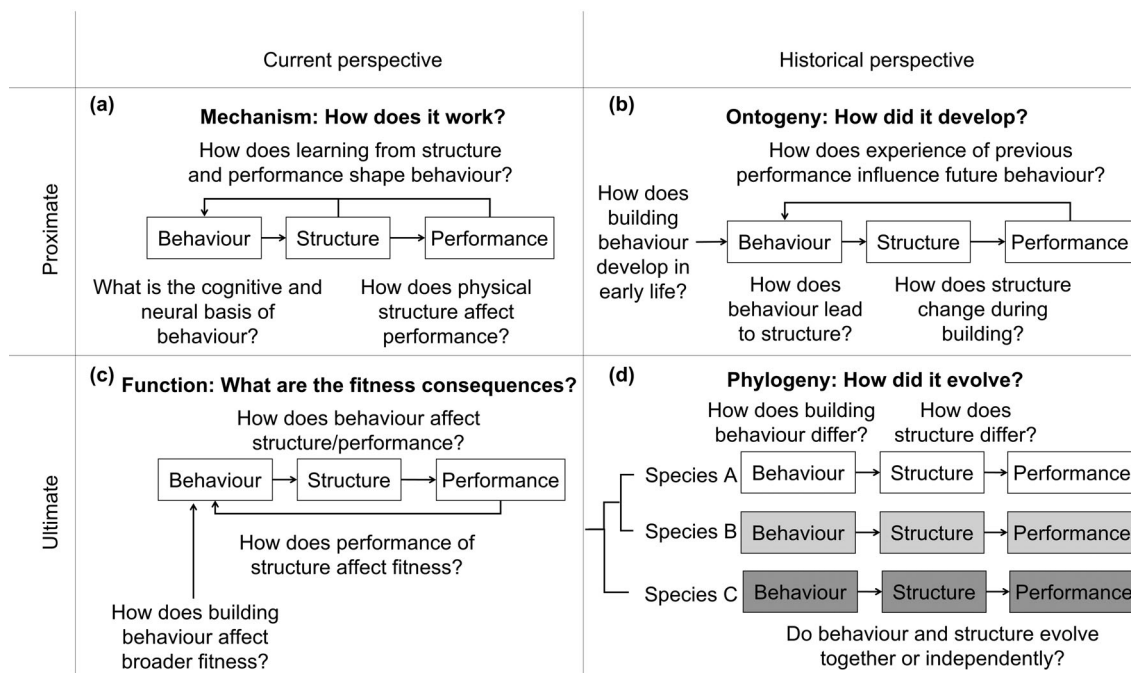 Current perspective
Historical perspective
Proximate
(a)
Mechanism: How does it work?
How does learning from structure
and performance shape behaviour?
Behaviour
Structure
Performance
What is the cognitive and
neural basis of
behaviour?
How does physical
structure affect
performance?
(b)
Ontogeny: How did it develop?
How does experience of previous
performance influence future behaviour?
How does
building
behaviour
develop in
early life?
Behaviour
Structure
Performance
How does
behaviour lead
to structure?
How does structure
change during
building?
Ultimate
(c)
Function: What are the fitness consequences?
How does behaviour affect
structure/performance?
Behaviour
Structure
Performance
How does performance of
structure affect fitness?
How does building
behaviour affect
broader fitness?
(d)
Phylogeny: How did it evolve?
How does building
behaviour differ?
How does
structure differ?
Species A
Behaviour
Structure
Performance
Species B
Behaviour
Structure
Performance
Species C
Behaviour
Structure
Performance
Do behaviour and structure evolve
together or independently?